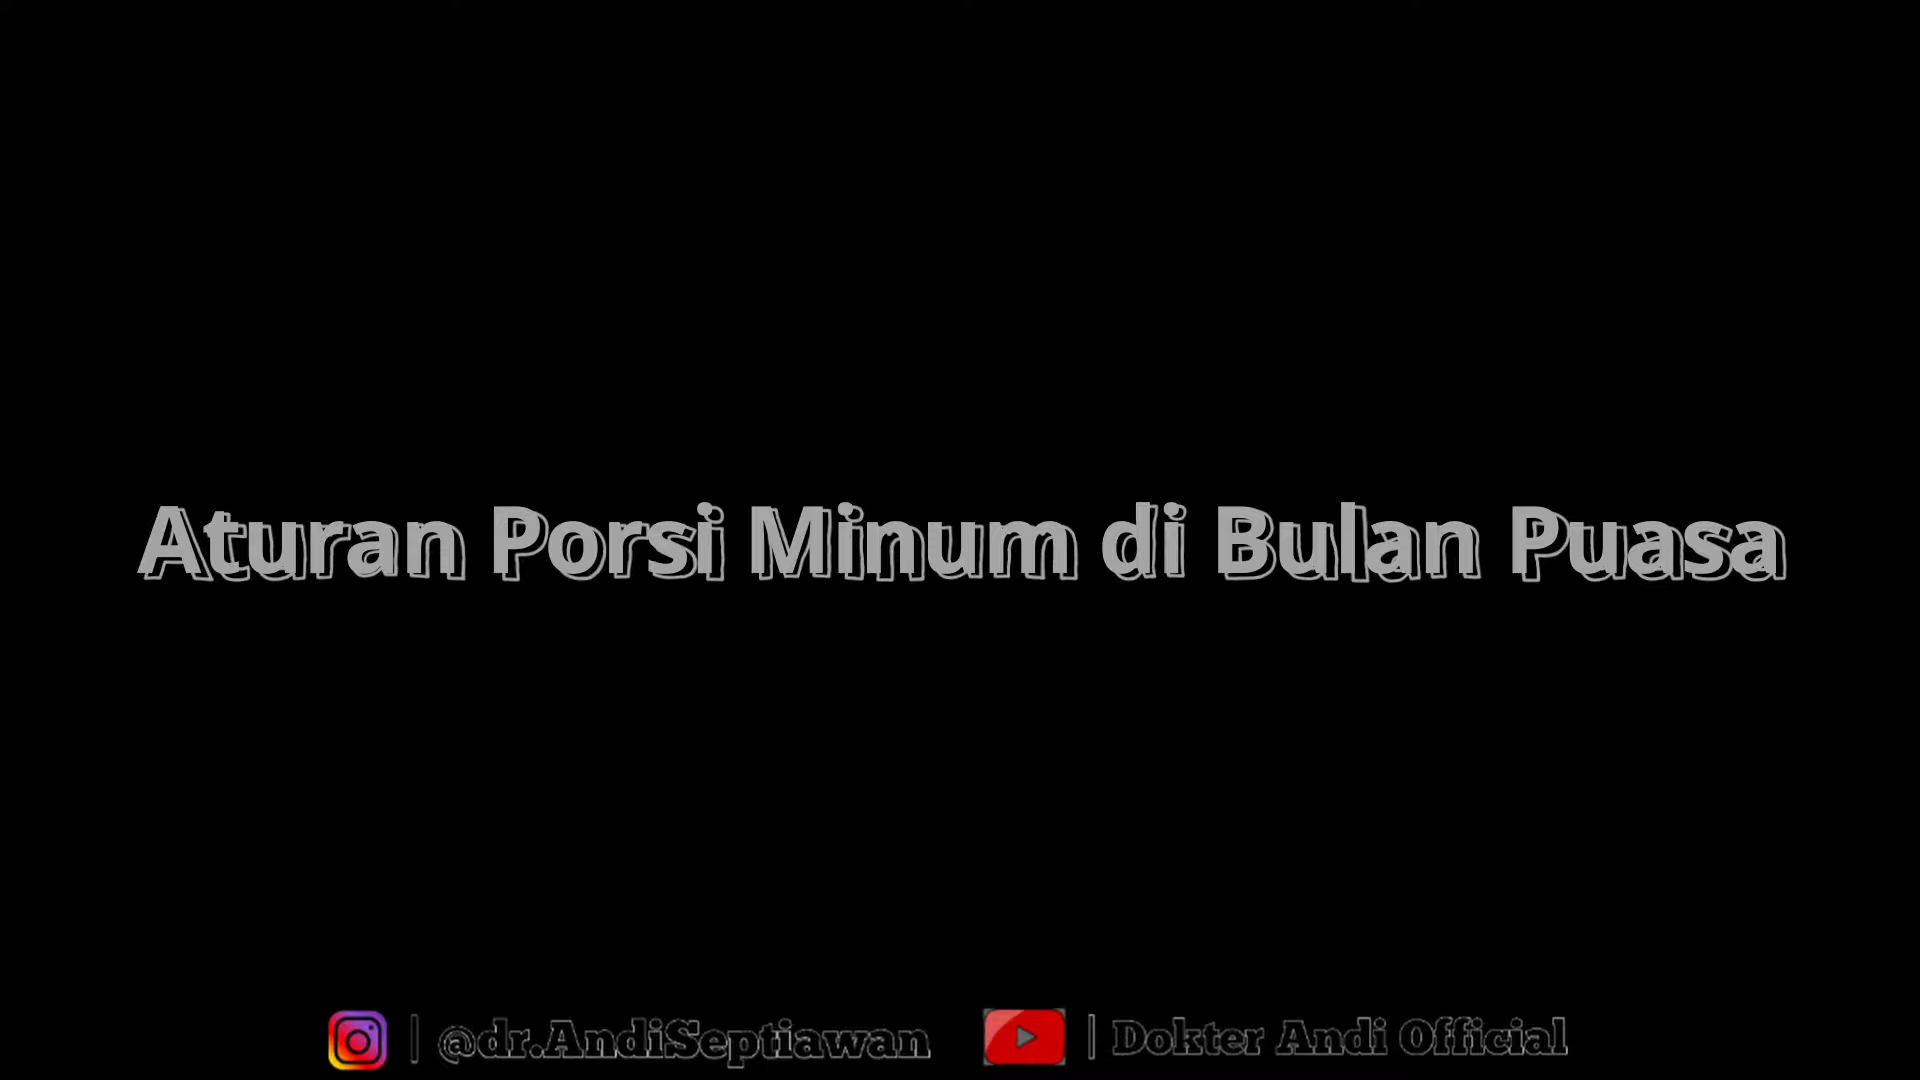 Aturan Porsi Minum di Bulan Puasa
| @dr.AndiSeptiawan | Dokter Andi Official